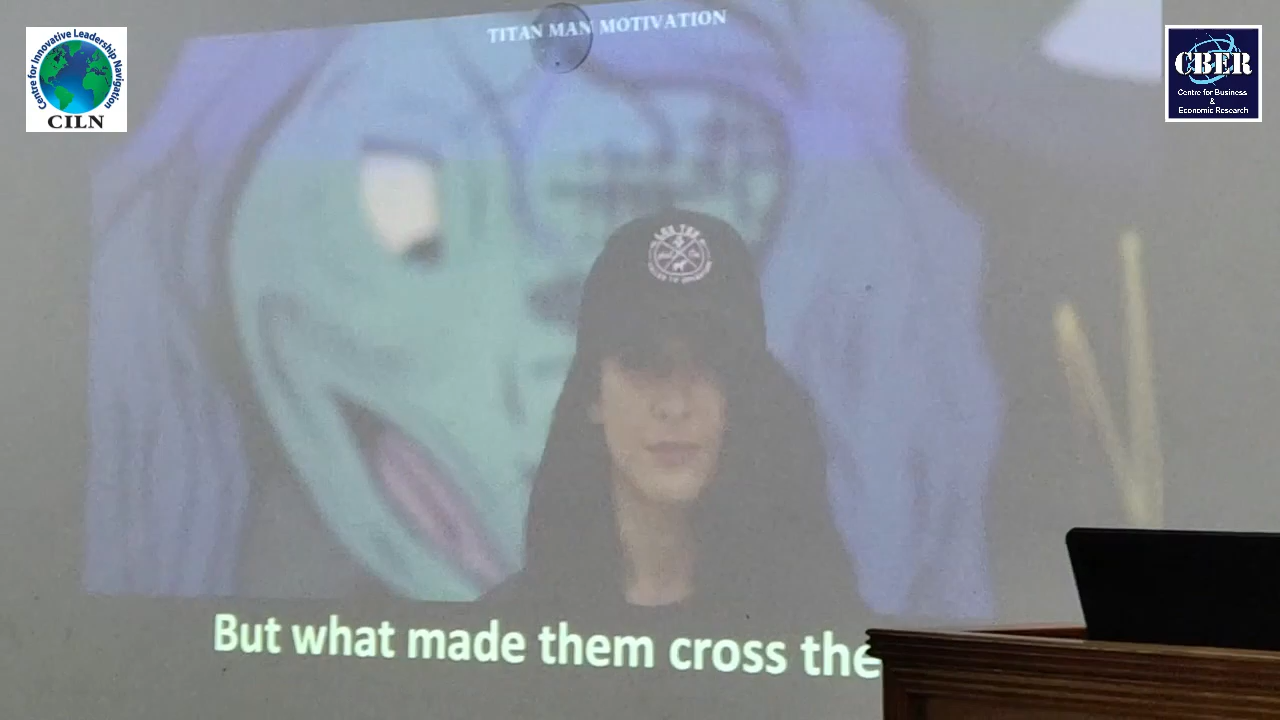 TITAN MAN MOTIVATION
Centre for Innovative Leadership Navigation
CILN
CBER
Centre for Business
&
Economic Research
But what made them cross the